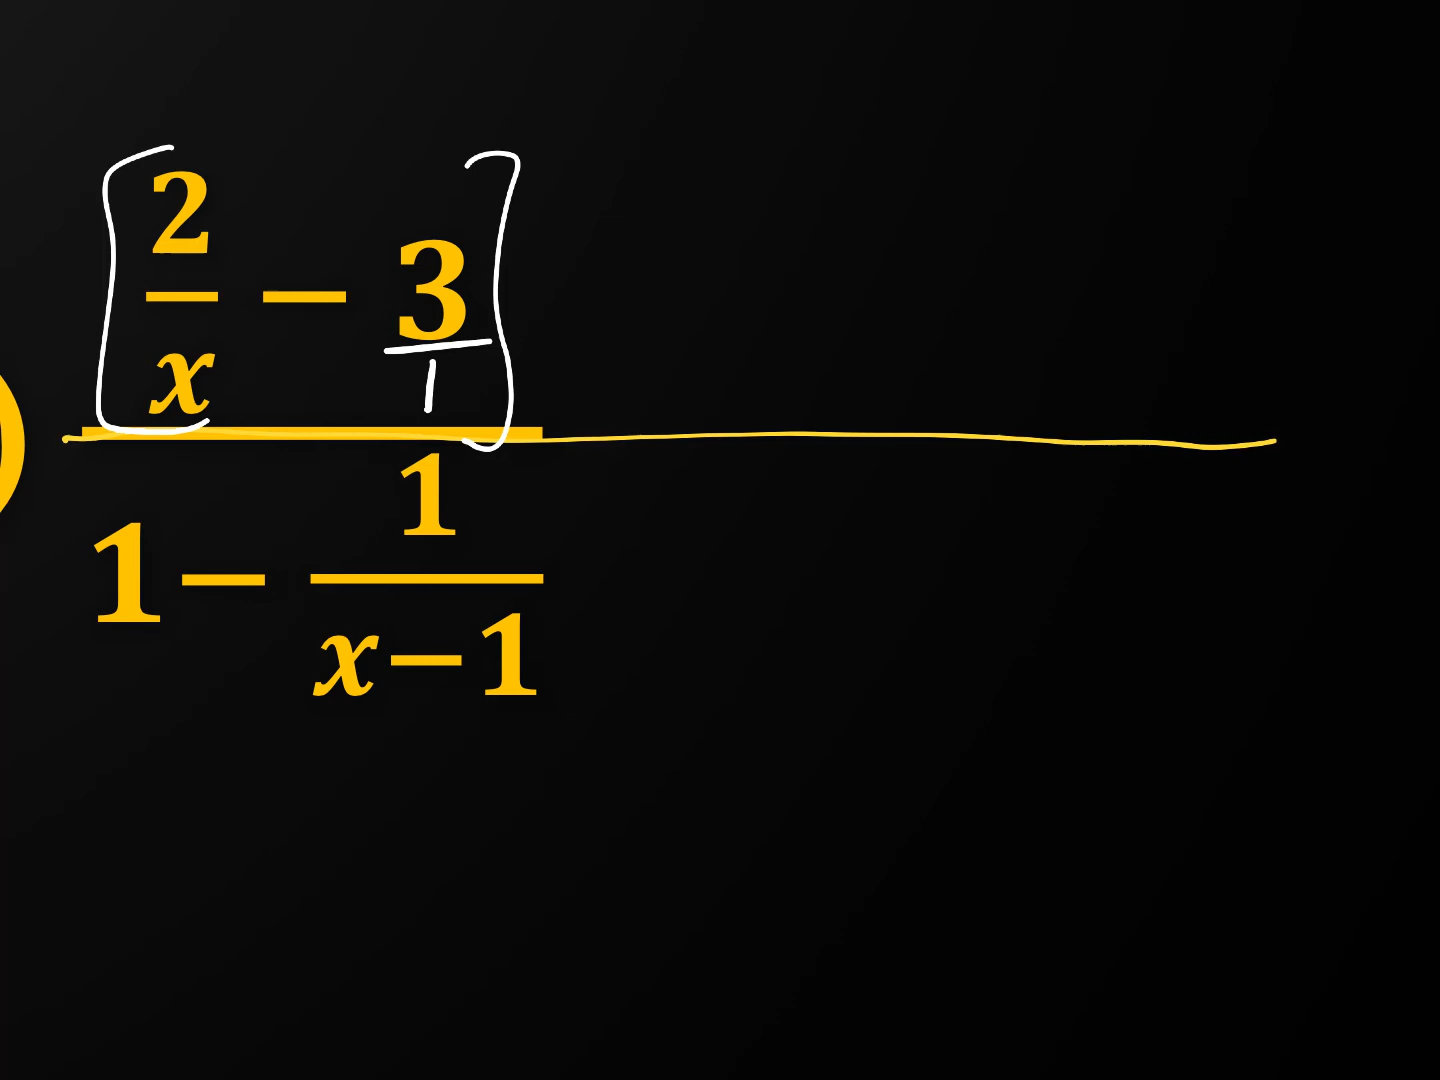 [2/x − 3/1]
1 − 1/(x−1)